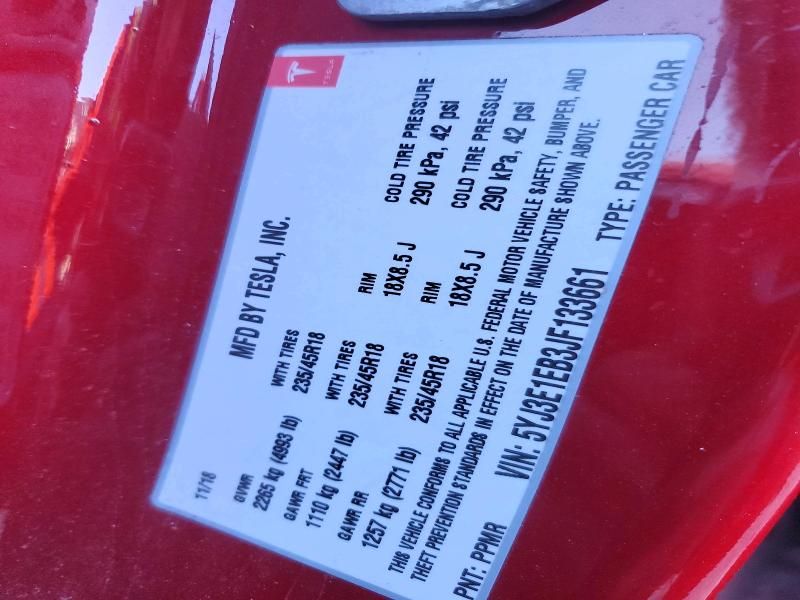 TESLA
11/18
MFD BY TESLA, INC.
GVWR
2265 kg (4993 lb)
WITH TIRES
235/45R18
GAWR FRT
1110 kg (2447 lb)
WITH TIRES
235/45R18
RIM
18X8.5 J
COLD TIRE PRESSURE
290 kPa, 42 psi
GAWR RR
1257 kg (2771 lb)
WITH TIRES
235/45R18
RIM
18X8.5 J
COLD TIRE PRESSURE
290 kPa, 42 psi
THIS VEHICLE CONFORMS TO ALL APPLICABLE U.S. FEDERAL MOTOR VEHICLE SAFETY, BUMPER, AND
THEFT PREVENTION STANDARDS IN EFFECT ON THE DATE OF MANUFACTURE SHOWN ABOVE.
PNT: PPMR VIN: 5YJ3E1EB3JF133661 TYPE: PASSENGER CAR